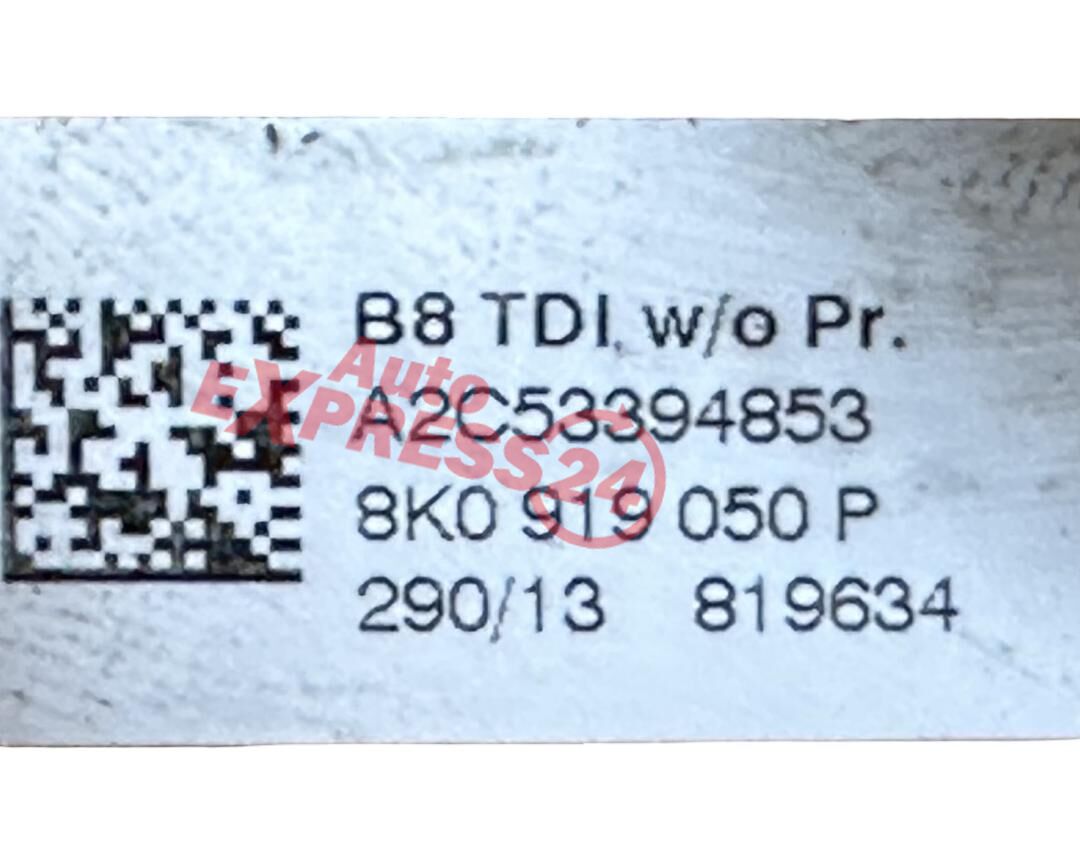 B8 TDI, w/o Pr.
A2C53394853
8K0 919 050 P
290/13 819634
Auto
EXPRESS24